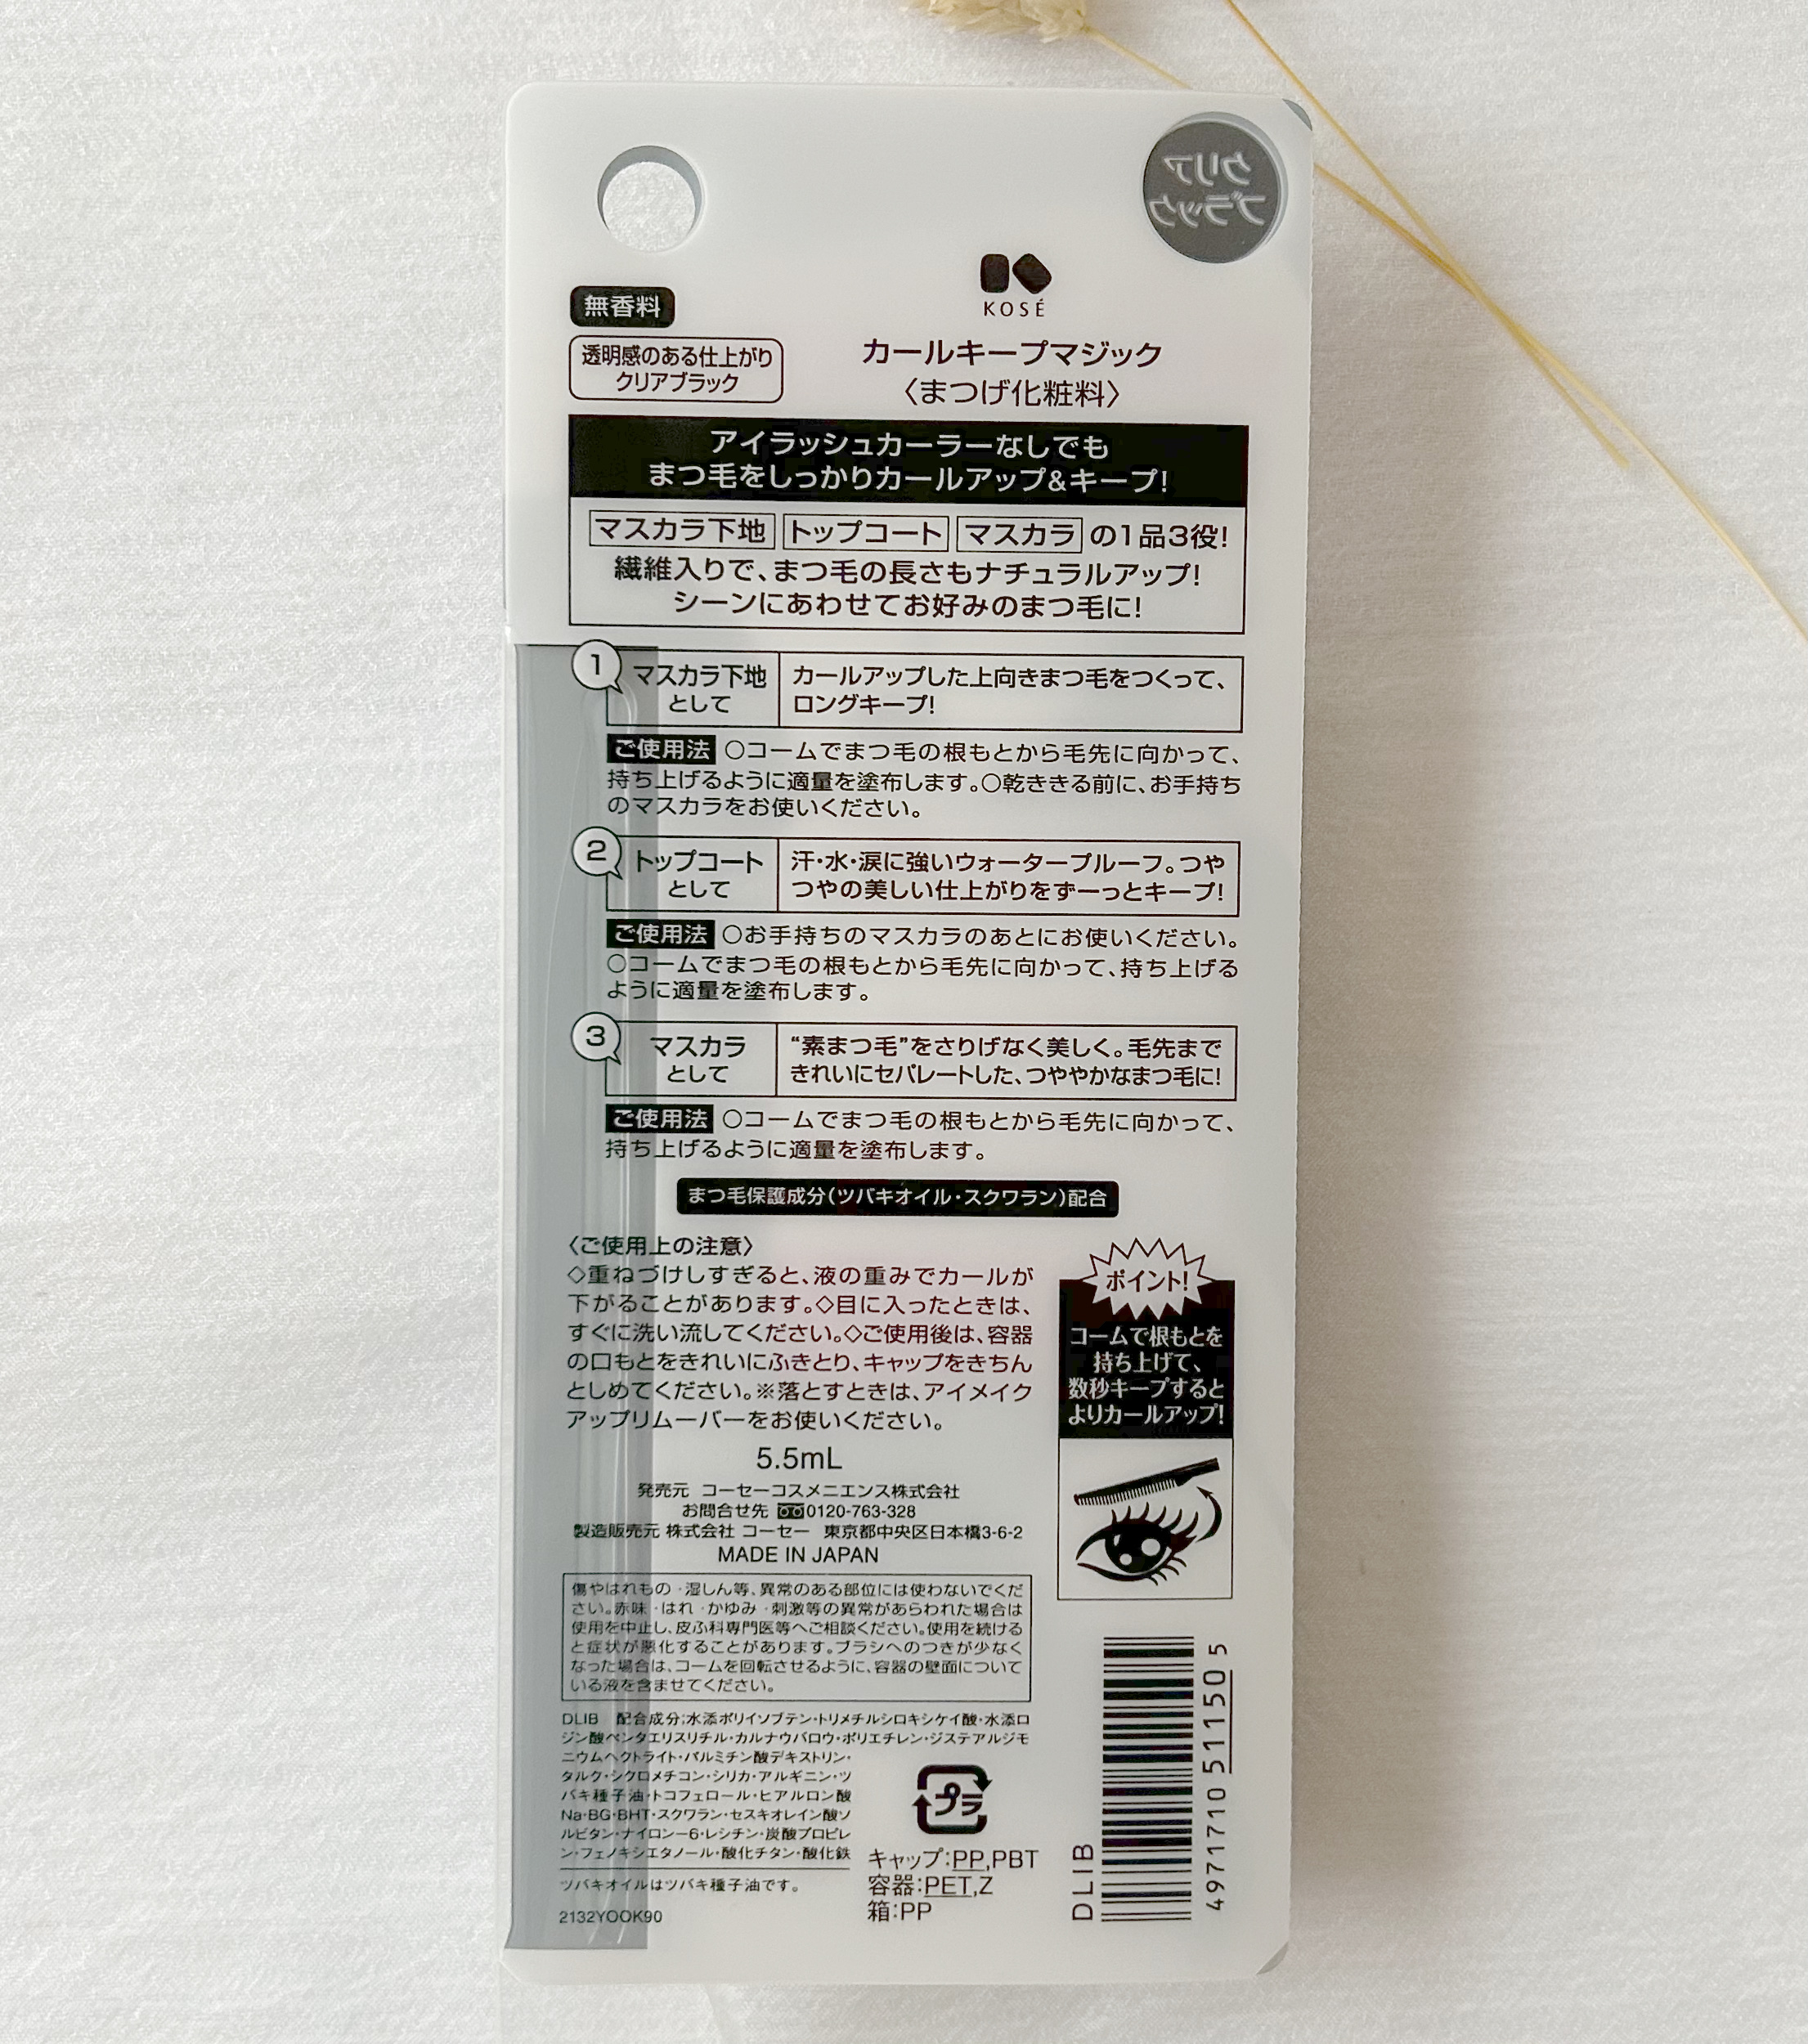 クリア
ブラック
KOSÉ
無香料
透明感のある仕上がり
クリアブラック
カールキープマジック
〈まつげ化粧料〉
アイラッシュカーラーなしでも
まつ毛をしっかりカールアップ&キープ!
マスカラ下地 トップコート マスカラ の1品3役!
繊維入りで、まつ毛の長さもナチュラルアップ!
シーンにあわせてお好みのまつ毛に!
1
マスカラ下地
として
カールアップした上向きまつ毛をつくって、
ロングキープ!
ご使用法 ○コームでまつ毛の根もとから毛先に向かって、
持ち上げるように適量を塗布します。○乾ききる前に、お手持ち
のマスカラをお使いください。
2
トップコート
として
汗・水・涙に強いウォータープルーフ。つや
つやの美しい仕上がりをずーっとキープ!
ご使用法 ○お手持ちのマスカラのあとにお使いください。
○コームでまつ毛の根もとから毛先に向かって、持ち上げる
ように適量を塗布します。
3
マスカラ
として
“素まつ毛”をさりげなく美しく。毛先まで
きれいにセパレートした、つややかなまつ毛に!
ご使用法 ○コームでまつ毛の根もとから毛先に向かって、
持ち上げるように適量を塗布します。
まつ毛保護成分(ツバキオイル・スクワラン)配合
〈ご使用上の注意〉
◇重ねづけしすぎると、液の重みでカールが
下がることがあります。◇目に入ったときは、
すぐに洗い流してください。◇ご使用後は、容器
の口もとをきれいにふきとり、キャップをきちん
としめてください。※落とすときは、アイメイク
アップリムーバーをお使いください。
ポイント!
コームで根もとを
持ち上げて、
数秒キープすると
よりカールアップ!
5.5mL
発売元 コーセーコスメニエンス株式会社
お問合せ先 0120-763-328
製造販売元 株式会社 コーセー 東京都中央区日本橋3-6-2
MADE IN JAPAN
傷やはれもの・湿しん等、異常のある部位には使わないでくだ
さい。赤味・はれ・かゆみ・刺激等の異常があらわれた場合は
使用を中止し、皮ふ科専門医等へご相談ください。使用を続ける
と症状が悪化することがあります。ブラシへのつきが少なく
なった場合は、コームを回転させるように、容器の壁面について
いる液を含ませてください。
DLIB 配合成分:水添ポリイソブテン・トリメチルシロキシケイ酸・水添ロ
ジン酸ペンタエリスリチル・カルナウバロウ・ポリエチレン・ジステアルジモ
ニウムヘクトライト・パルミチン酸デキストリン・
タルク・シクロメチコン・シリカ・アルギニン・ツ
バキ種子油・トコフェロール・ヒアルロン酸
Na・BG・BHT・スクワラン・セスキオレイン酸ソ
ルビタン・ナイロン-6・レシチン・炭酸プロピレ
ン・フェノキシエタノール・酸化チタン・酸化鉄
ツバキオイルはツバキ種子油です。
2132YOOK90
プラ
キャップ:PP,PBT
容器:PET,Z
箱:PP
DLIB
4971710 511505